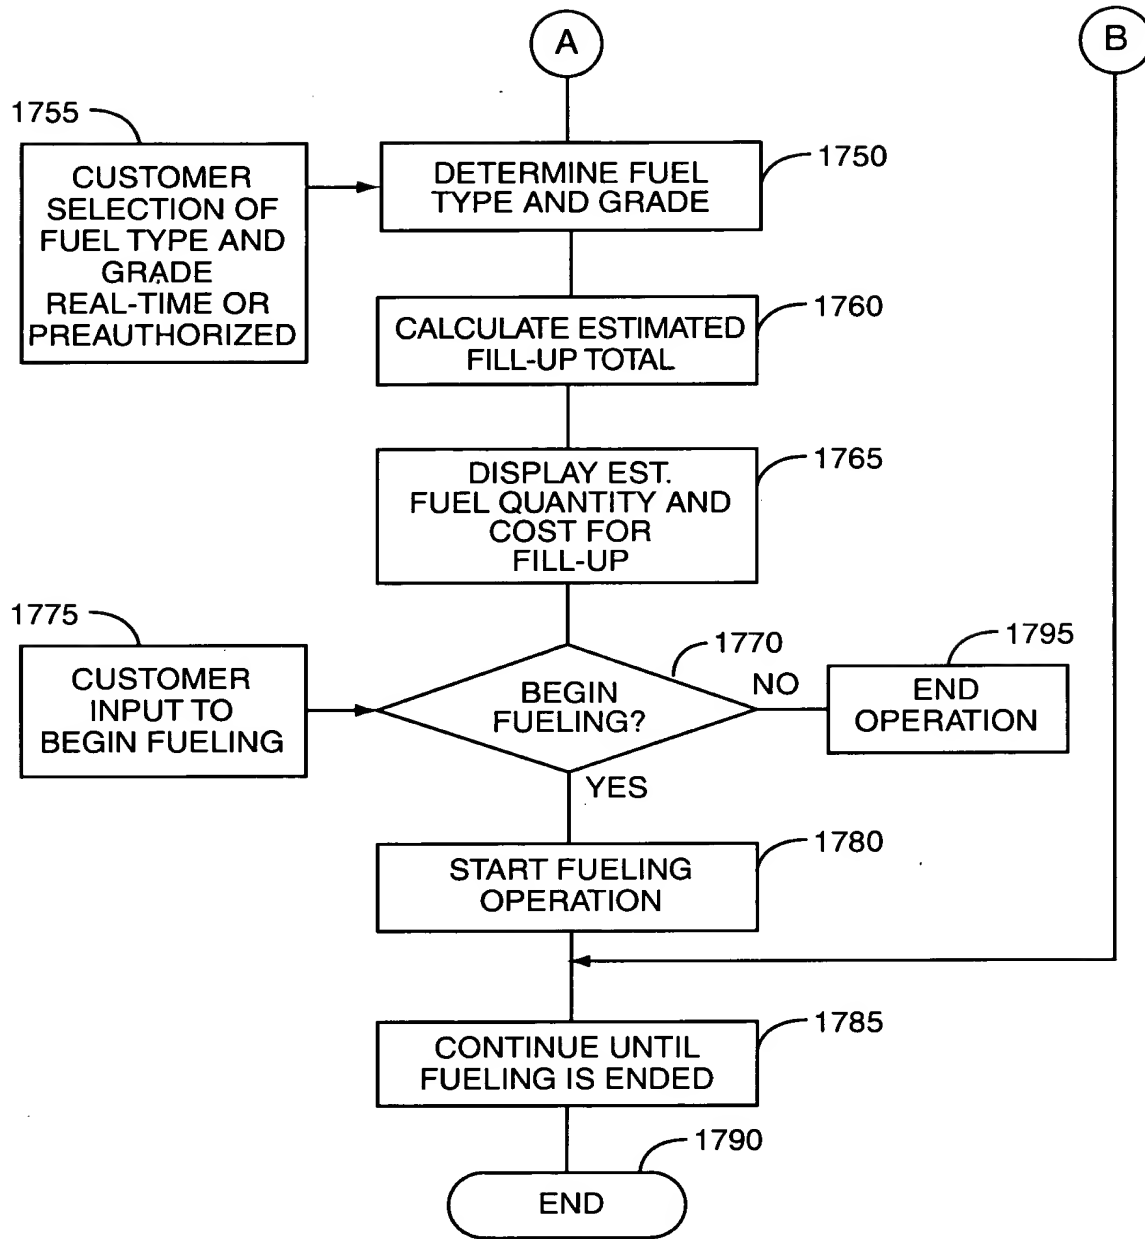 A
B
1755
CUSTOMER
SELECTION OF
FUEL TYPE AND
GRADE
REAL-TIME OR
PREAUTHORIZED
DETERMINE FUEL
TYPE AND GRADE
1750
CALCULATE ESTIMATED
FILL-UP TOTAL
1760
DISPLAY EST.
FUEL QUANTITY AND
COST FOR
FILL-UP
1765
1775
CUSTOMER
INPUT TO
BEGIN FUELING
BEGIN
FUELING?
1770
NO
1795
END
OPERATION
YES
START FUELING
OPERATION
1780
CONTINUE UNTIL
FUELING IS ENDED
1785
1790
END